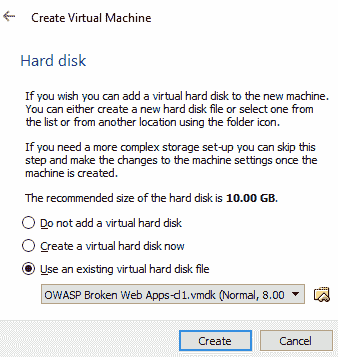 Create Virtual Machine
Hard disk
If you wish you can add a virtual hard disk to the new machine.
You can either create a new hard disk file or select one from
the list or from another location using the folder icon.
If you need a more complex storage set-up you can skip this
step and make the changes to the machine settings once the
machine is created.
The recommended size of the hard disk is 10.00 GB.
Do not add a virtual hard disk
Create a virtual hard disk now
Use an existing virtual hard disk file
OWASP Broken Web Apps-cl1.vmdk (Normal, 8.00
Create
Cancel